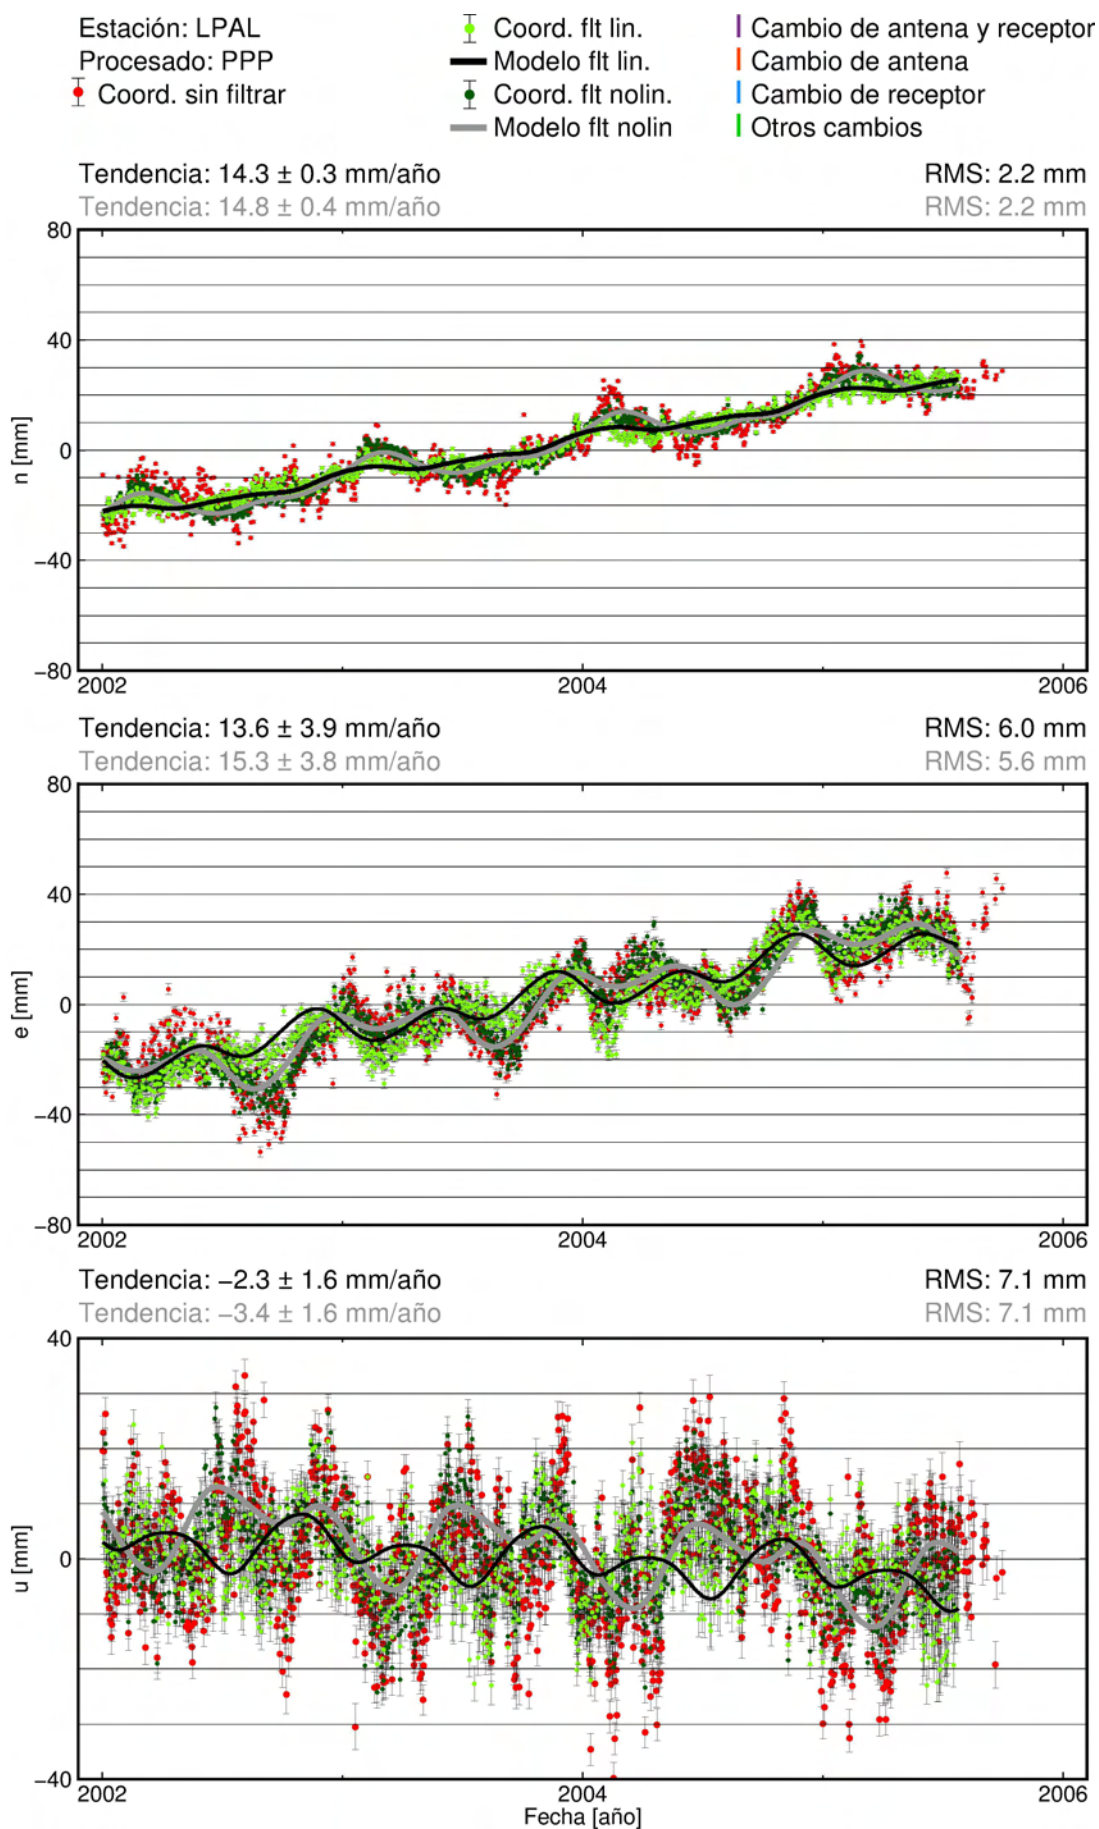 Estación: LPAL
Procesado: PPP
Coord. sin filtrar
Coord. flt lin.
Modelo flt lin.
Coord. flt nolin.
Modelo flt nolin
Cambio de antena y receptor
Cambio de antena
Cambio de receptor
Otros cambios
Tendencia: 14.3 ± 0.3 mm/año RMS: 2.2 mm
Tendencia: 14.8 ± 0.4 mm/año RMS: 2.2 mm
80
40
0
−40
−80
n [mm]
2002 2004 2006
Tendencia: 13.6 ± 3.9 mm/año RMS: 6.0 mm
Tendencia: 15.3 ± 3.8 mm/año RMS: 5.6 mm
80
40
0
−40
−80
e [mm]
2002 2004 2006
Tendencia: −2.3 ± 1.6 mm/año RMS: 7.1 mm
Tendencia: −3.4 ± 1.6 mm/año RMS: 7.1 mm
40
0
−40
u [mm]
2002 2004 2006
Fecha [año]